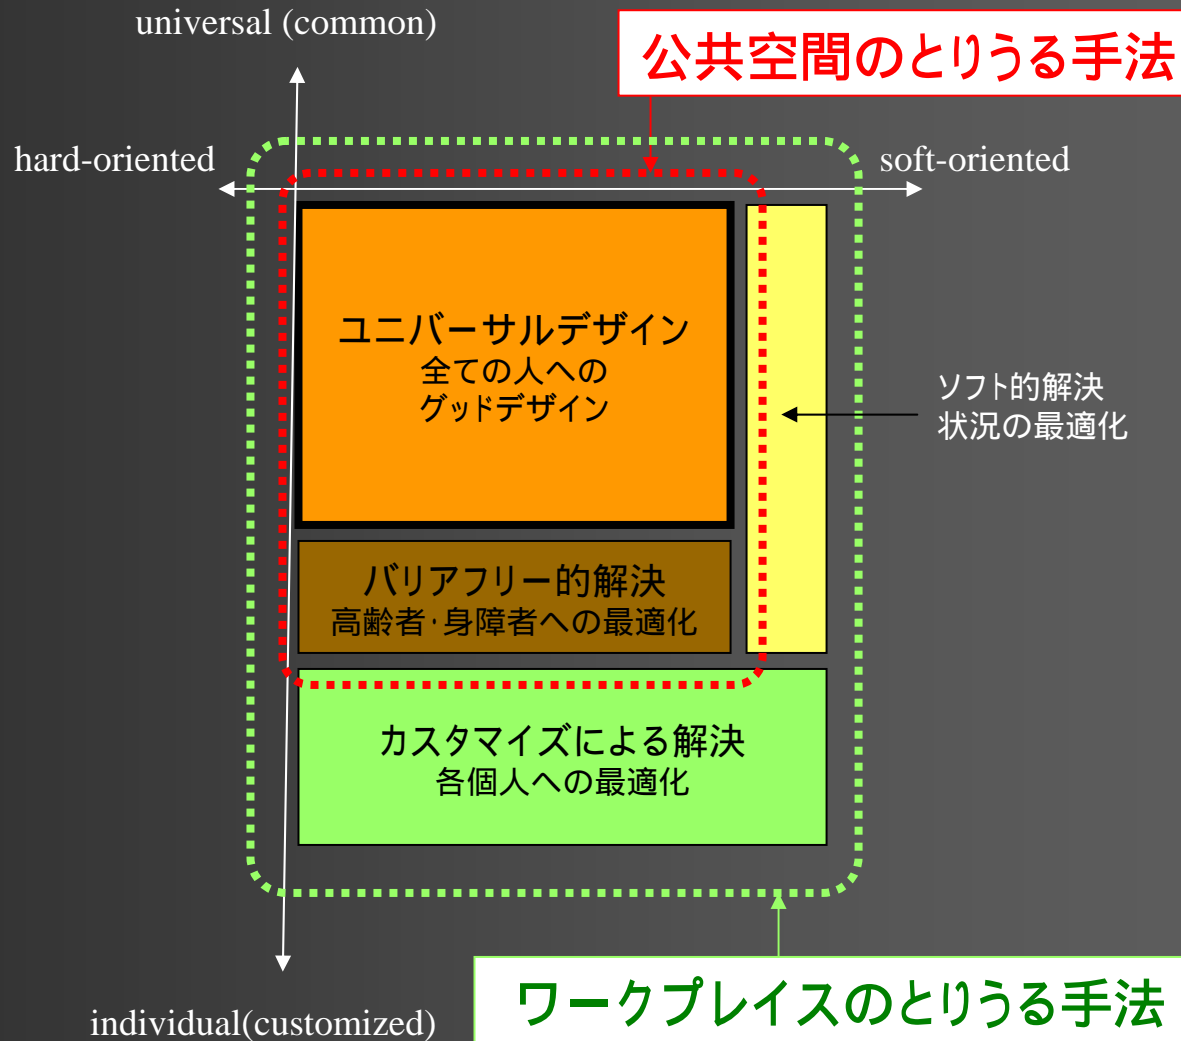 universal (common)
公共空間のとりうる手法
hard-oriented
soft-oriented
ユニバーサルデザイン
全ての人への
グッドデザイン
ソフト的解決
状況の最適化
バリアフリー的解決
高齢者・身障者への最適化
カスタマイズによる解決
各個人への最適化
ワークプレイスのとりうる手法
individual(customized)